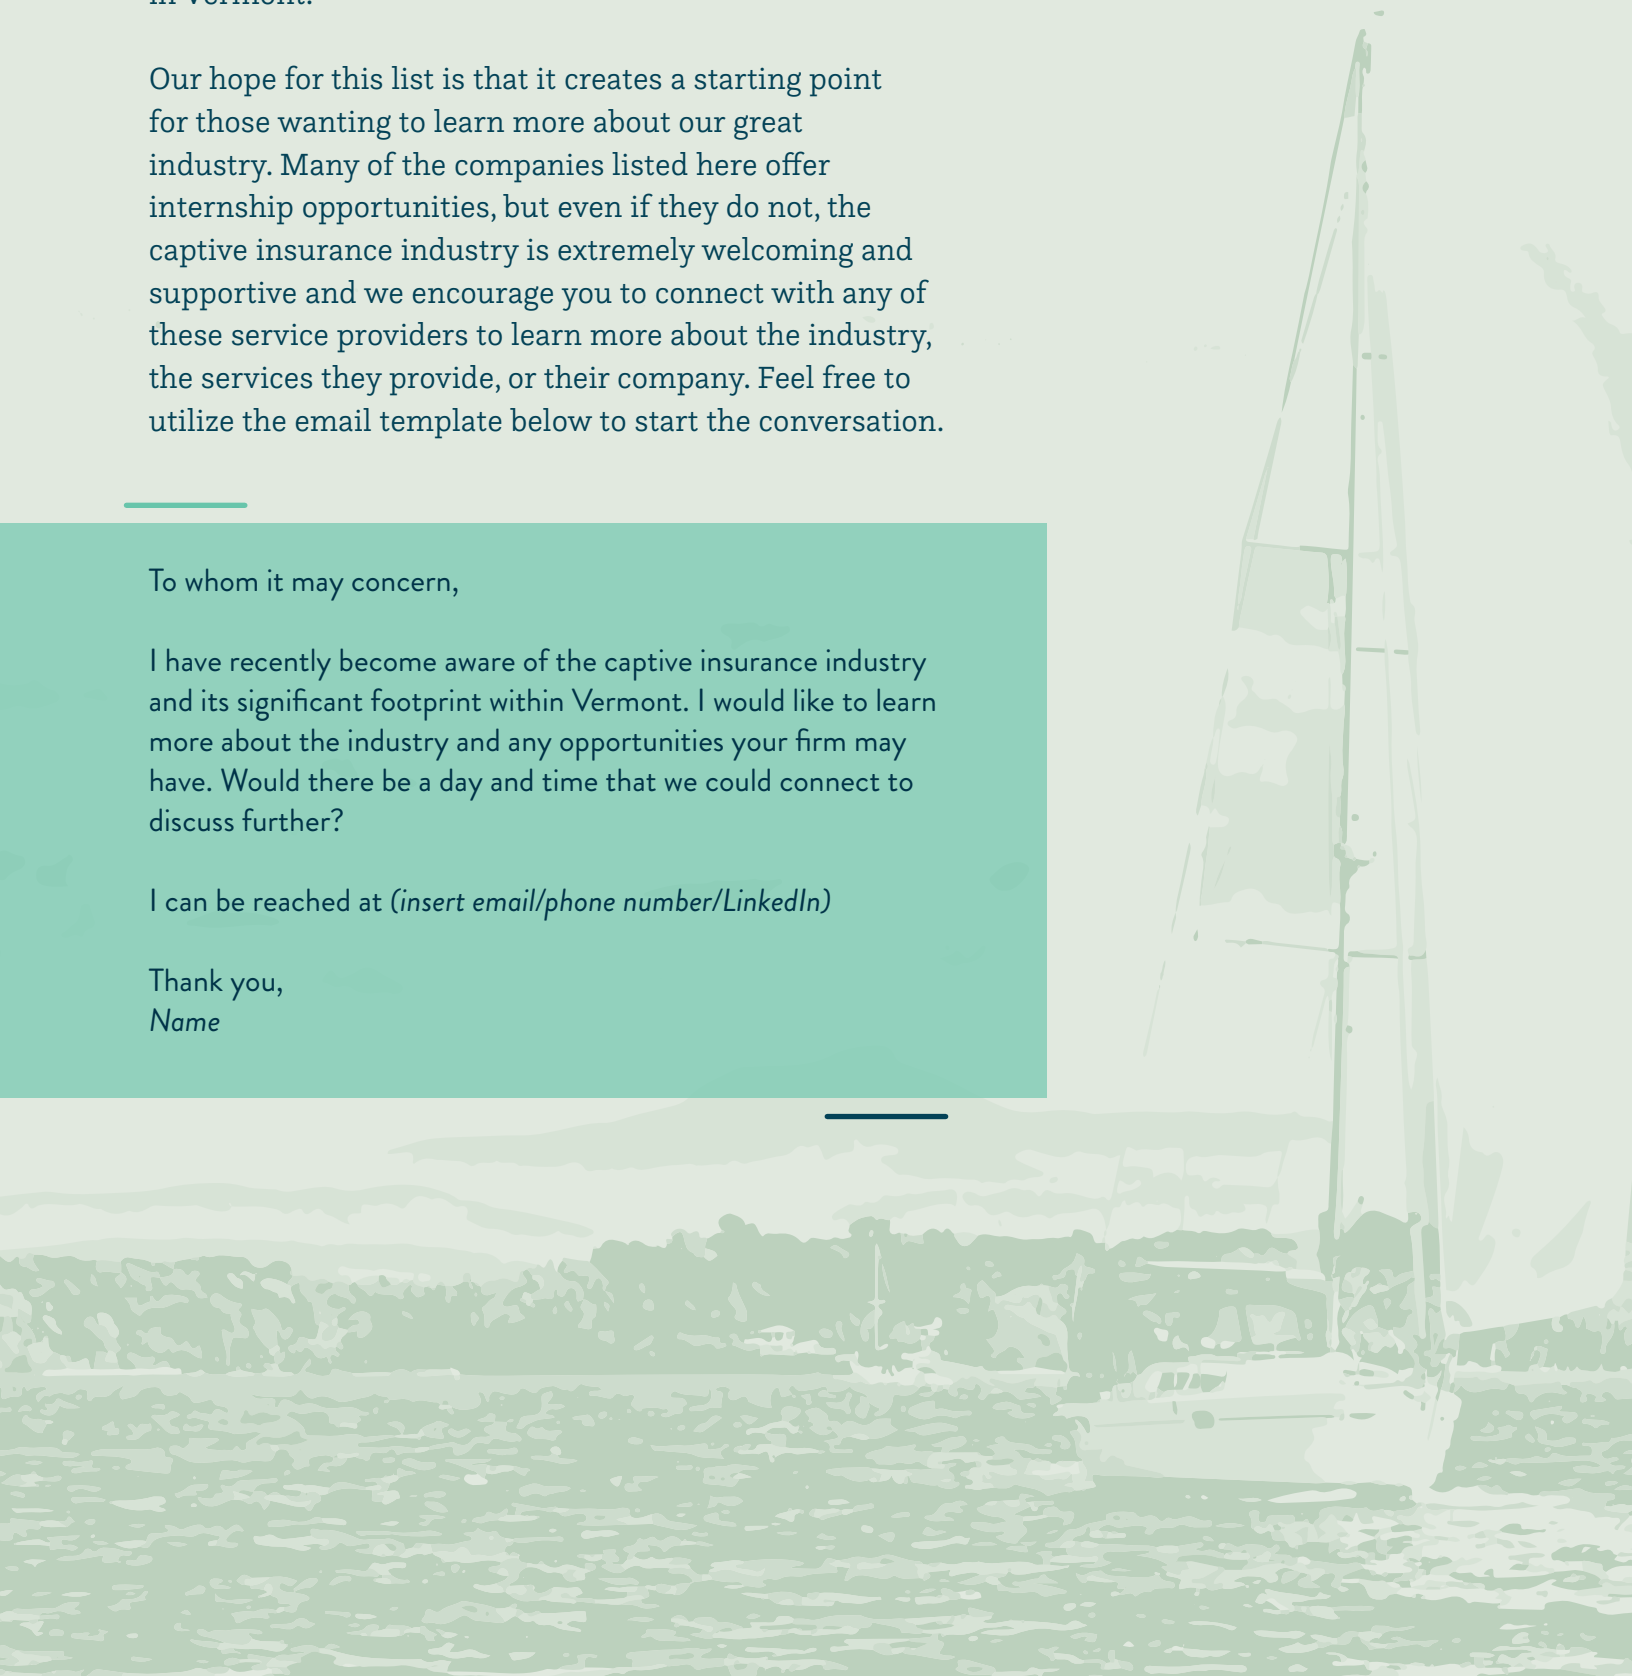 in Vermont.
Our hope for this list is that it creates a starting point
for those wanting to learn more about our great
industry. Many of the companies listed here offer
internship opportunities, but even if they do not, the
captive insurance industry is extremely welcoming and
supportive and we encourage you to connect with any of
these service providers to learn more about the industry,
the services they provide, or their company. Feel free to
utilize the email template below to start the conversation.
To whom it may concern,
I have recently become aware of the captive insurance industry
and its significant footprint within Vermont. I would like to learn
more about the industry and any opportunities your firm may
have. Would there be a day and time that we could connect to
discuss further?
I can be reached at (insert email/phone number/LinkedIn)
Thank you,
Name